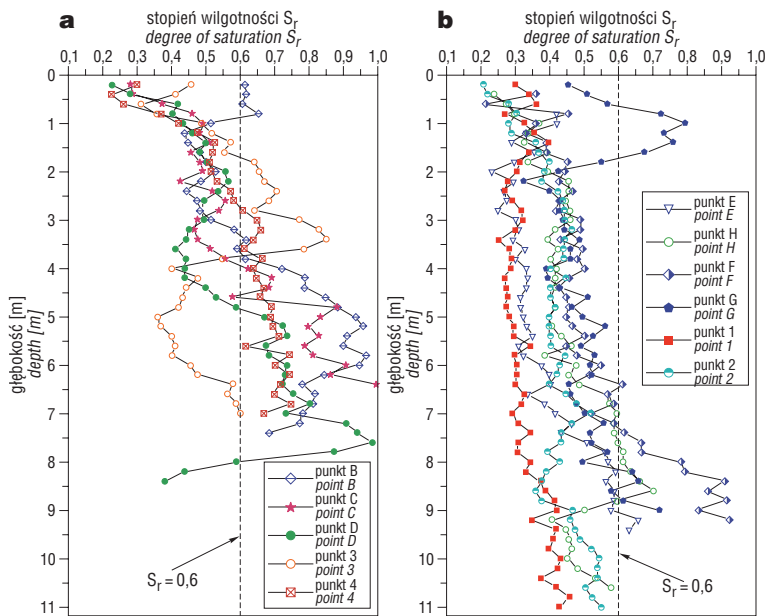 a
stopień wilgotności Sr
degree of saturation Sr
0,1 0,2 0,3 0,4 0,5 0,6 0,7 0,8 0,9 1,0
0
1
2
3
4
5
6
7
8
9
10
11
głębokość [m]
depth [m]
Sr = 0,6
punkt B
point B
punkt C
point C
punkt D
point D
punkt 3
point 3
punkt 4
point 4
b
stopień wilgotności Sr
degree of saturation Sr
0,1 0,2 0,3 0,4 0,5 0,6 0,7 0,8 0,9 1,0
0
1
2
3
4
5
6
7
8
9
10
11
głębokość [m]
depth [m]
punkt E
point E
punkt H
point H
punkt F
point F
punkt G
point G
punkt 1
point 1
punkt 2
point 2
Sr = 0,6